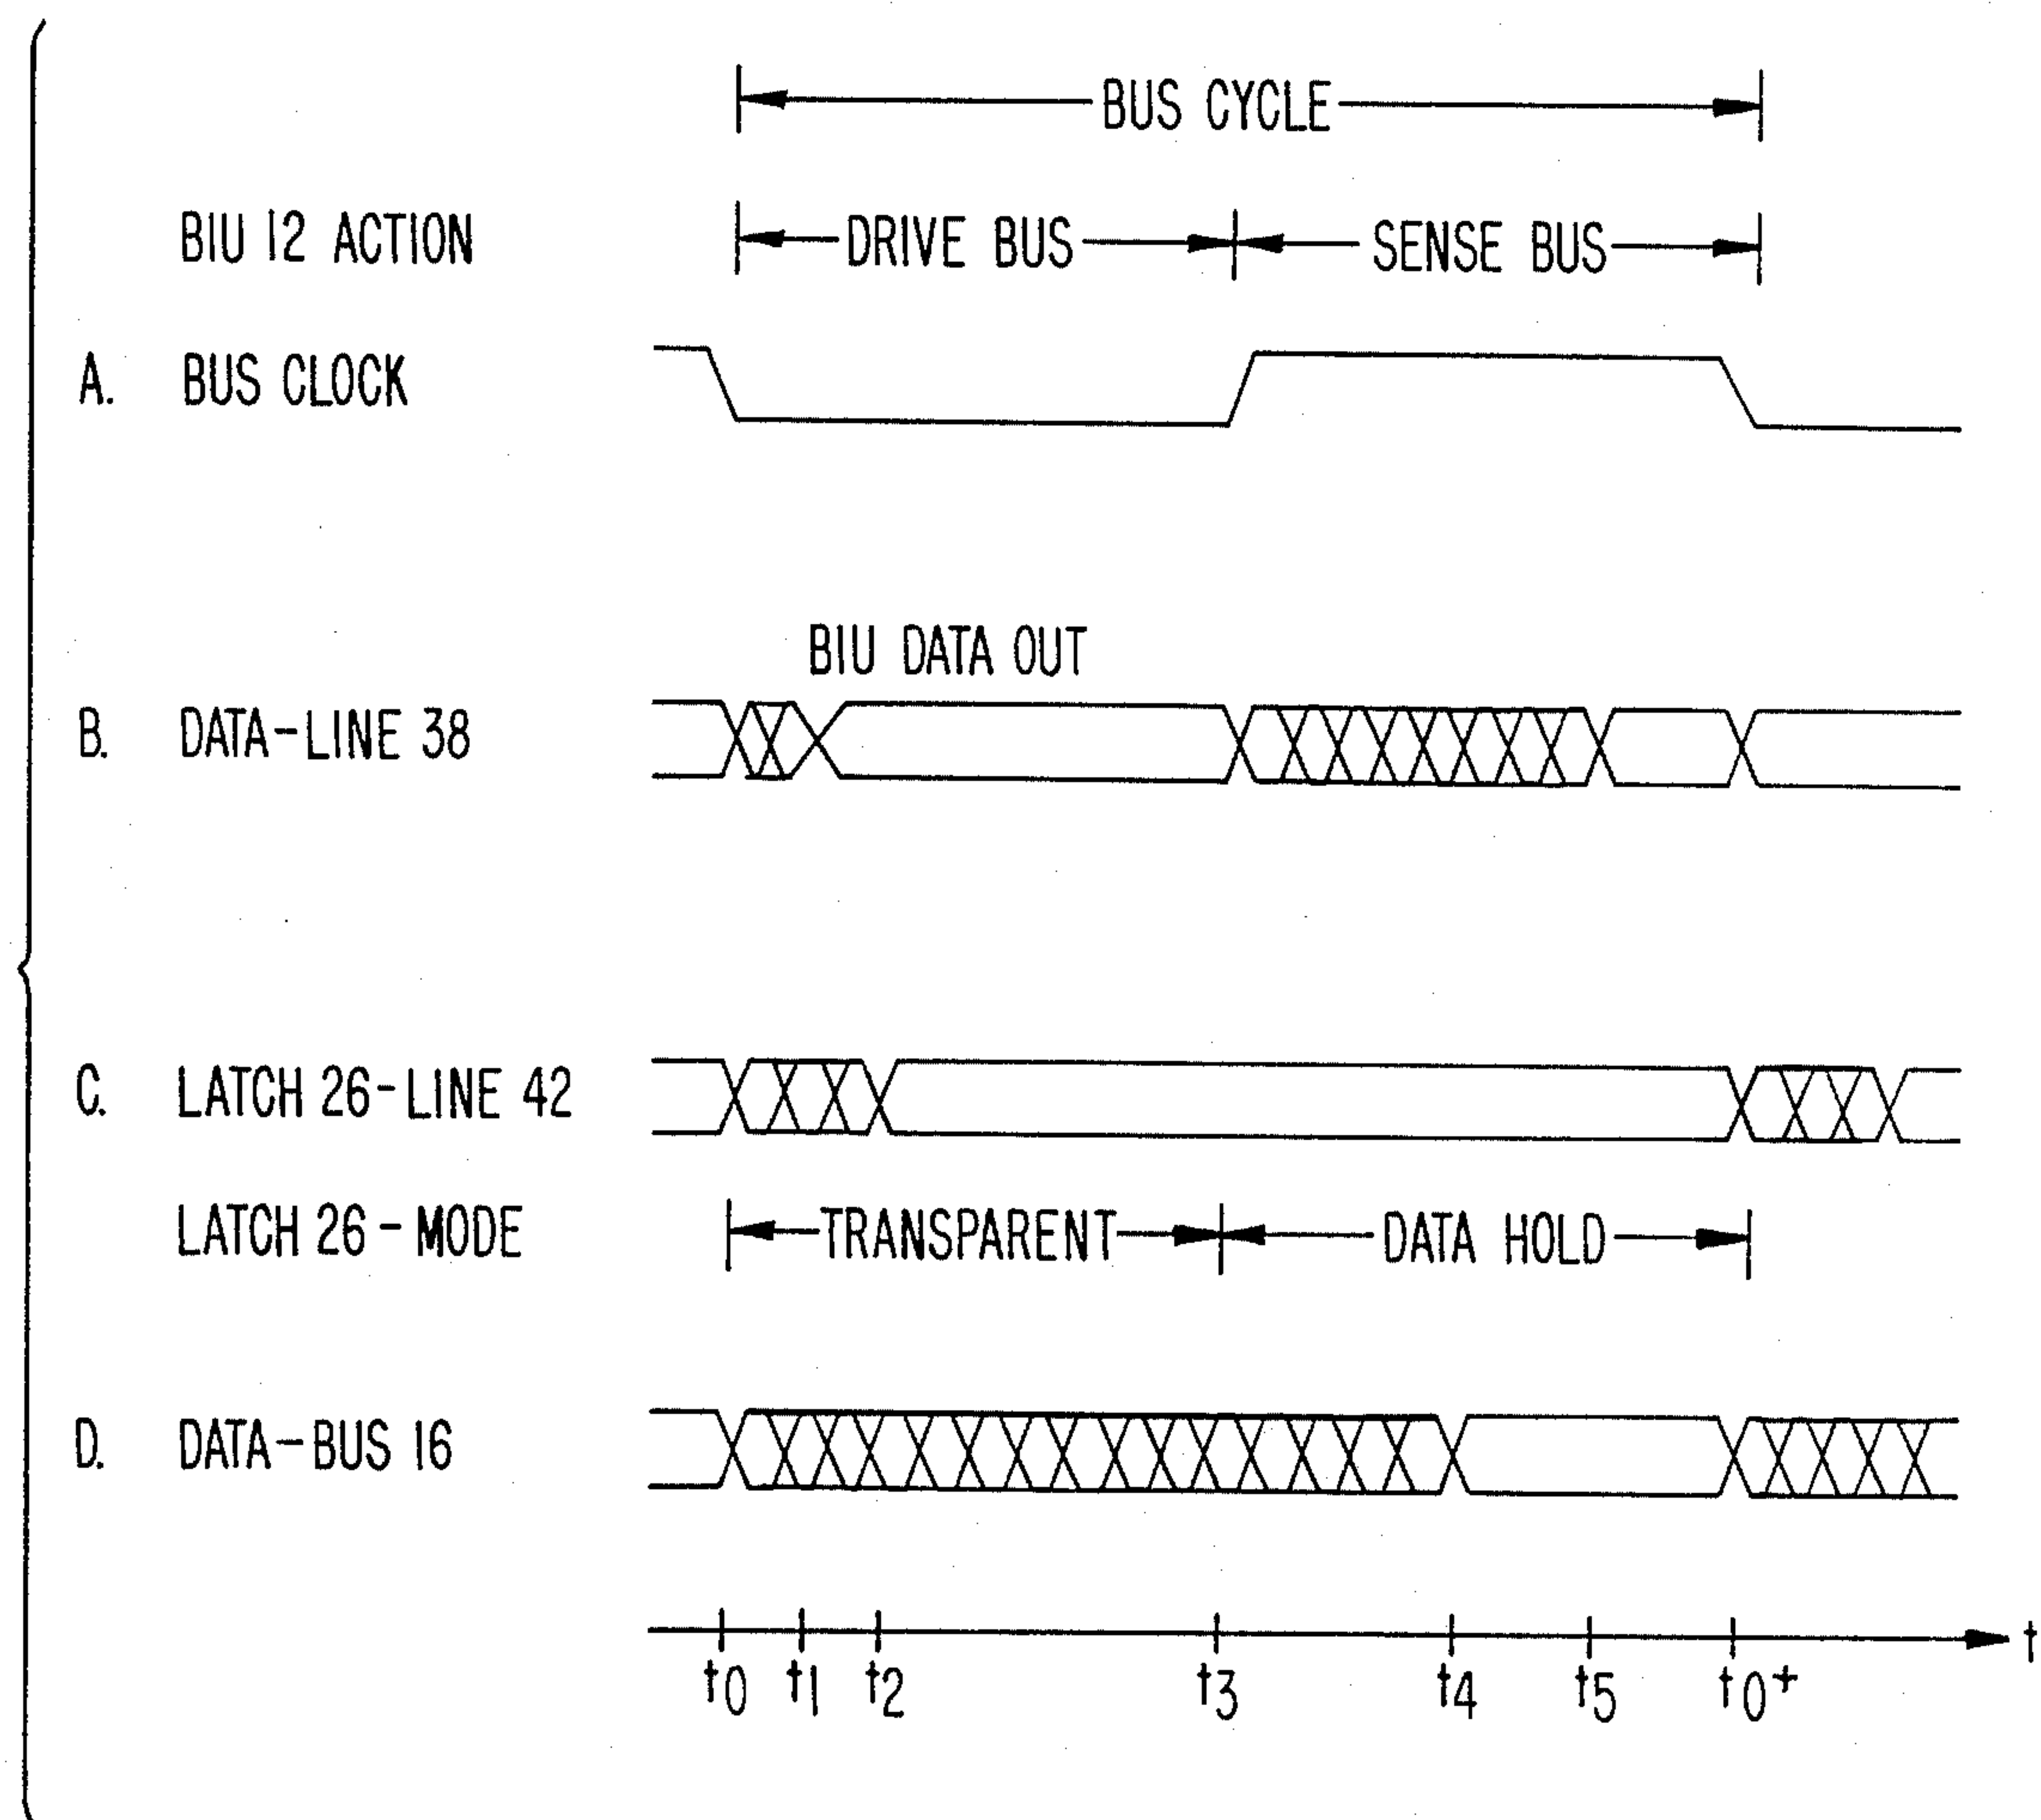 BUS CYCLE
BIU 12 ACTION DRIVE BUS SENSE BUS
A. BUS CLOCK
BIU DATA OUT
B. DATA-LINE 38
C. LATCH 26-LINE 42
LATCH 26-MODE TRANSPARENT DATA HOLD
D. DATA-BUS 16
t
t0 t1 t2 t3 t4 t5 t0+